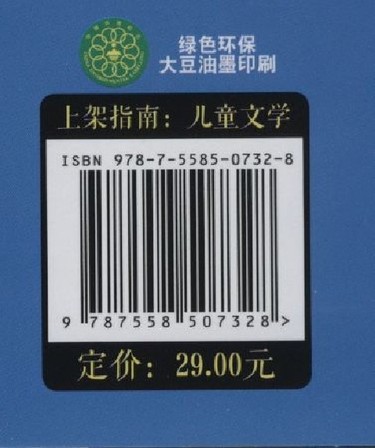 绿色环保
大豆油墨印刷
上架指南：儿童文学
ISBN 978-7-5585-0732-8
9 787558 507328 >
定价：29.00元